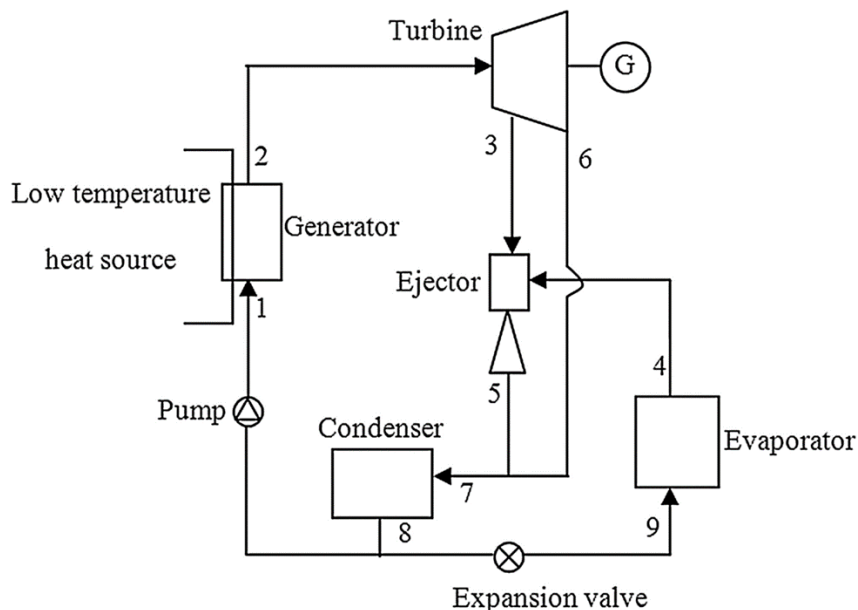 Turbine
G
3
6
2
Low temperature
heat source
Generator
Ejector
1
4
5
Pump
Condenser
Evaporator
7
8
9
Expansion valve